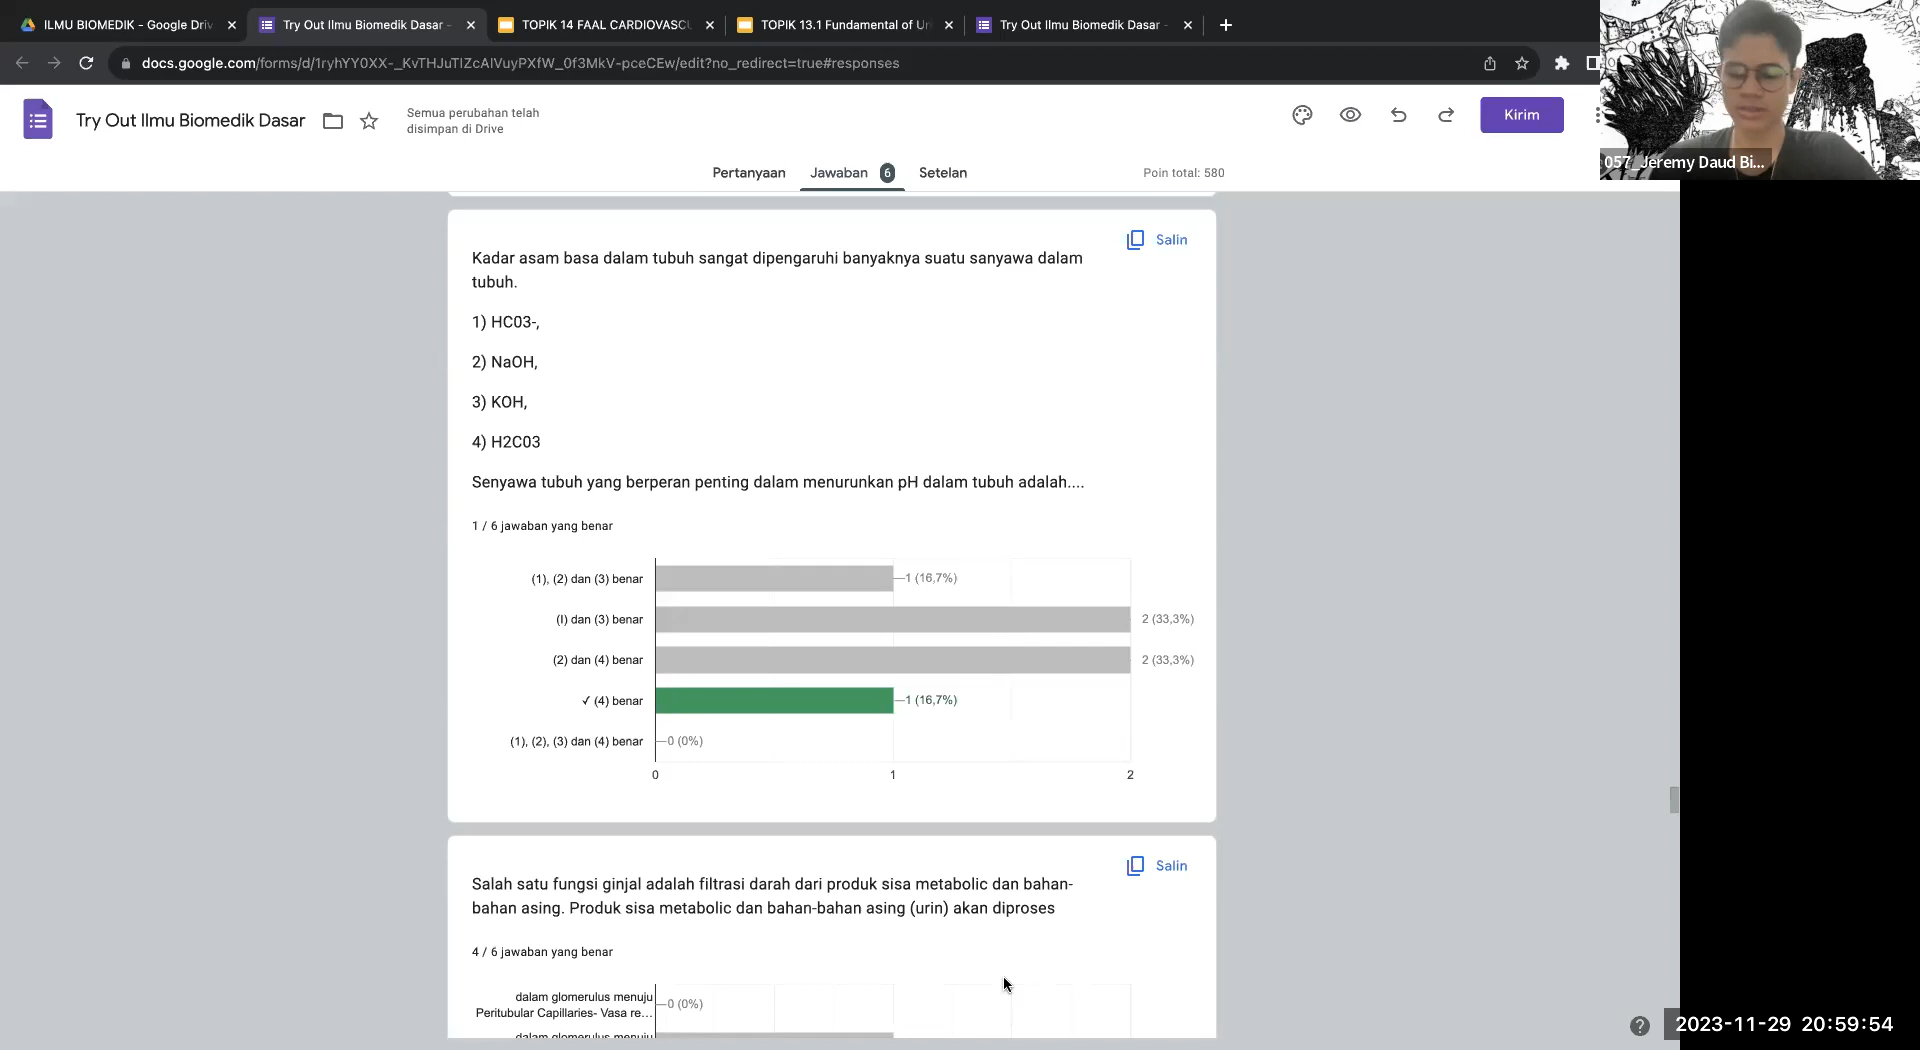 ILMU BIOMEDIK - Google Driv
Try Out Ilmu Biomedik Dasar -
TOPIK 14 FAAL CARDIOVASCU
TOPIK 13.1 Fundamental of Uri
Try Out Ilmu Biomedik Dasar -
docs.google.com/forms/d/1ryhYY0XX-_KvTHJuTlZcAlVuyPXfW_0f3MkV-pceCEw/edit?no_redirect=true#responses
Try Out Ilmu Biomedik Dasar
Semua perubahan telah
disimpan di Drive
Kirim
057_Jeremy Daud Bi...
Pertanyaan
Jawaban 6
Setelan
Poin total: 580
Salin
Kadar asam basa dalam tubuh sangat dipengaruhi banyaknya suatu sanyawa dalam
tubuh.
1) HC03-,
2) NaOH,
3) KOH,
4) H2C03
Senyawa tubuh yang berperan penting dalam menurunkan pH dalam tubuh adalah....
1 / 6 jawaban yang benar
(1), (2) dan (3) benar
1 (16,7%)
(I) dan (3) benar
2 (33,3%)
(2) dan (4) benar
2 (33,3%)
✓ (4) benar
1 (16,7%)
(1), (2), (3) dan (4) benar
0 (0%)
0 1 2
Salin
Salah satu fungsi ginjal adalah filtrasi darah dari produk sisa metabolic dan bahan-
bahan asing. Produk sisa metabolic dan bahan-bahan asing (urin) akan diproses
4 / 6 jawaban yang benar
dalam glomerulus menuju
Peritubular Capillaries- Vasa re…
0 (0%)
dalam glomerulus menuju
2023-11-29 20:59:54